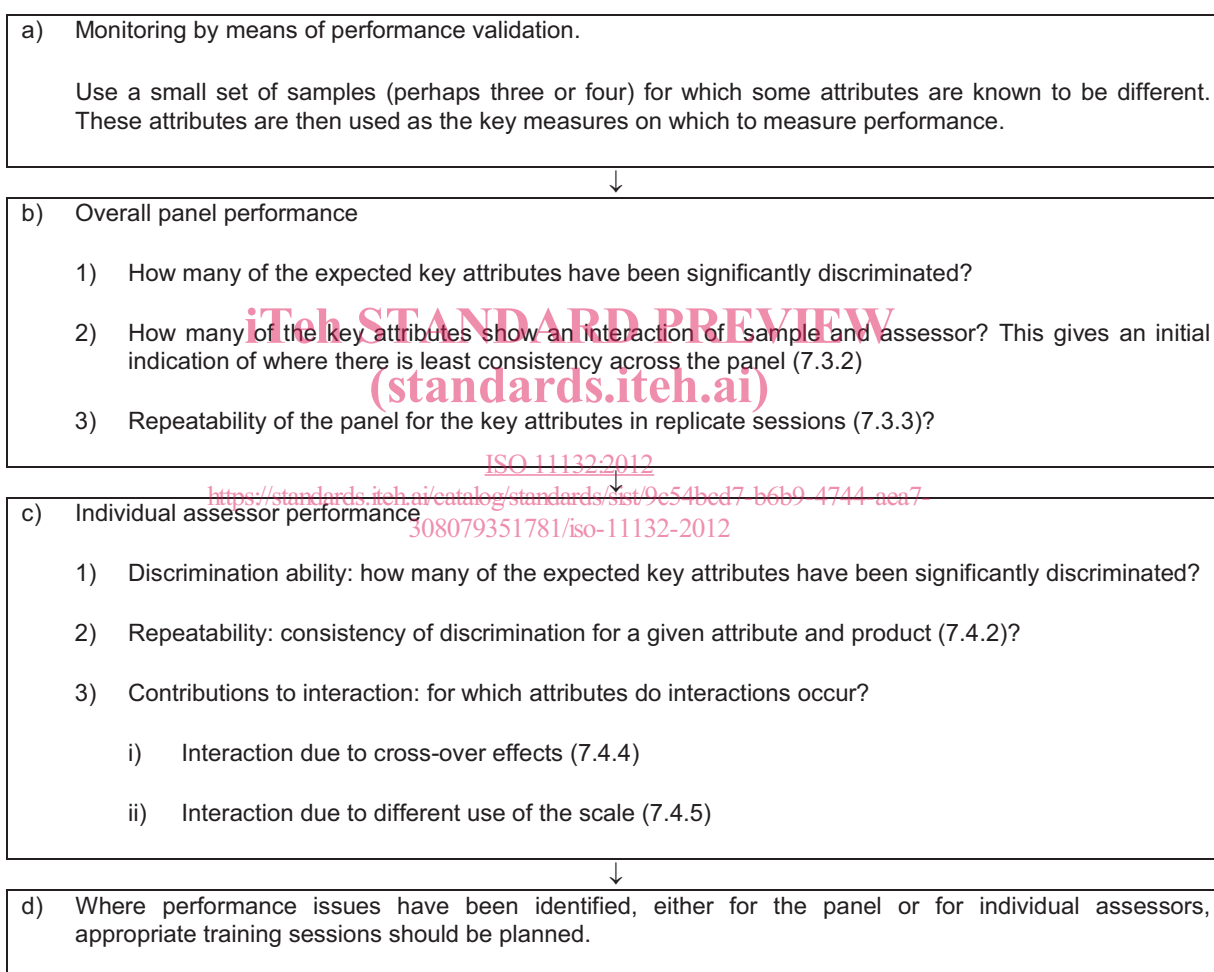 a) Monitoring by means of performance validation.
Use a small set of samples (perhaps three or four) for which some attributes are known to be different.
These attributes are then used as the key measures on which to measure performance.
↓
b) Overall panel performance
1) How many of the expected key attributes have been significantly discriminated?
iTeh STANDARD PREVIEW
2) How many of the key attributes show an interaction of sample and assessor? This gives an initial
indication of where there is least consistency across the panel (7.3.2)
(standards.iteh.ai)
3) Repeatability of the panel for the key attributes in replicate sessions (7.3.3)?
ISO 11132:2012
↓
https://standards.iteh.ai/catalog/standards/sist/9c54bcd7-b6b9-4744-aea7-
c) Individual assessor performance
308079351781/iso-11132-2012
1) Discrimination ability: how many of the expected key attributes have been significantly discriminated?
2) Repeatability: consistency of discrimination for a given attribute and product (7.4.2)?
3) Contributions to interaction: for which attributes do interactions occur?
i) Interaction due to cross-over effects (7.4.4)
ii) Interaction due to different use of the scale (7.4.5)
↓
d) Where performance issues have been identified, either for the panel or for individual assessors,
appropriate training sessions should be planned.